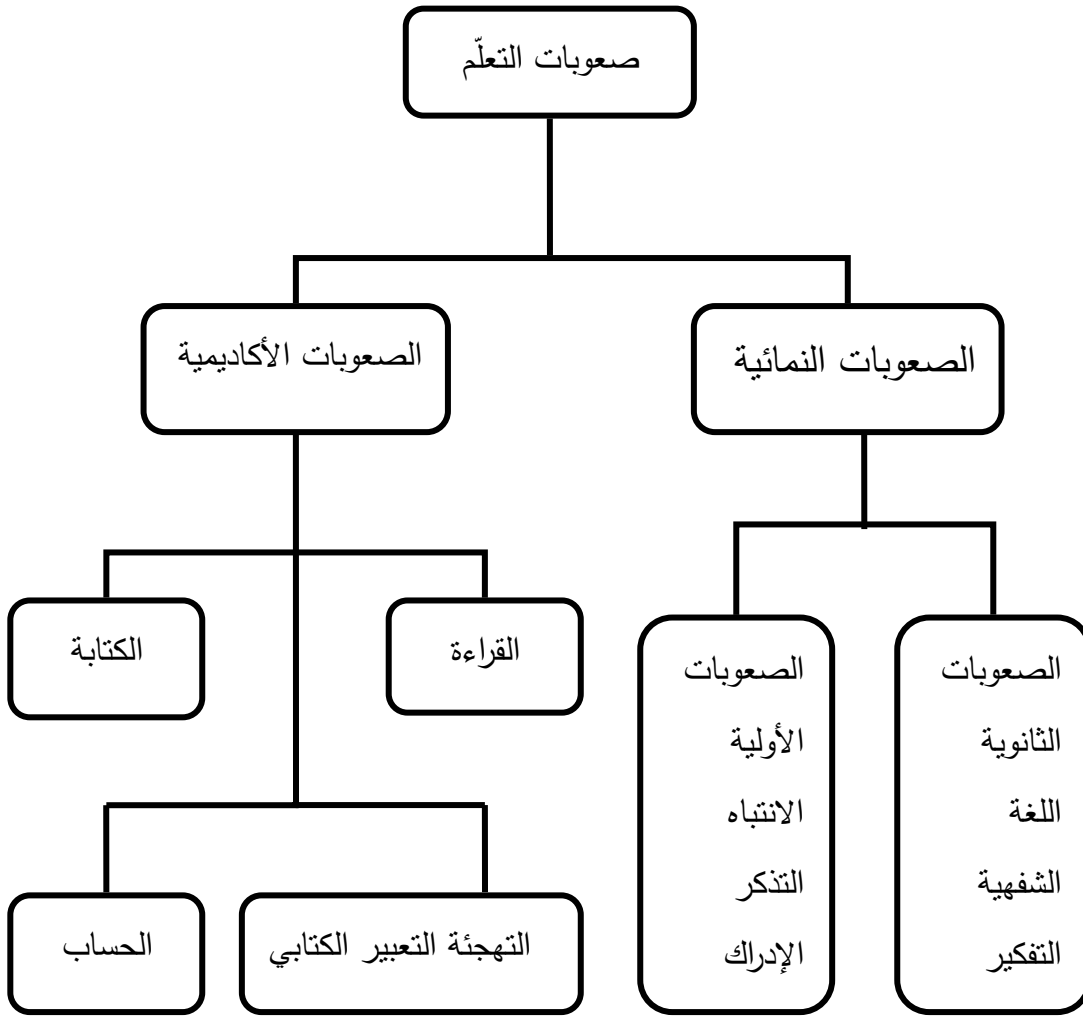 صعوبات التعلّم
الصعوبات النمائية
الصعوبات الأكاديمية
الصعوبات
الثانوية
اللغة
الشفهية
التفكير
الصعوبات
الأولية
الانتباه
التذكر
الإدراك
القراءة
الكتابة
التهجئة التعبير الكتابي
الحساب